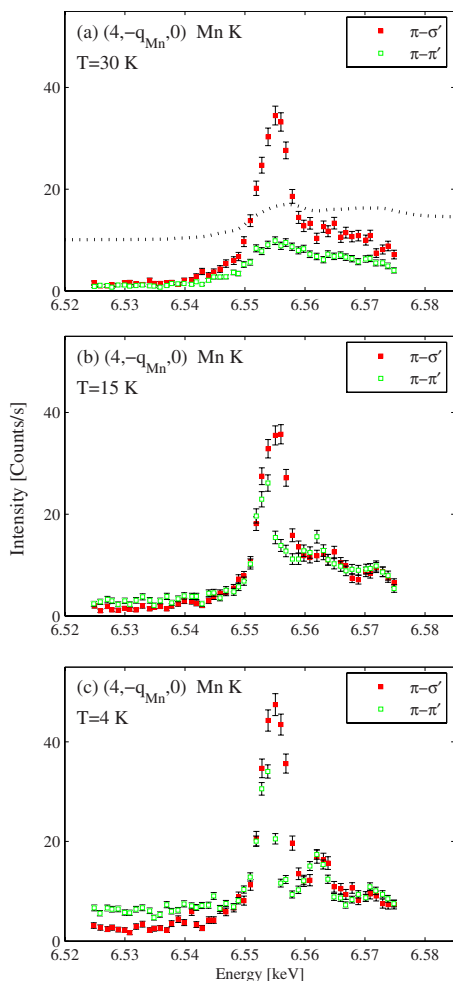 (a) (4,−q_Mn,0) Mn K
T=30 K
π−σ′
π−π′
40
20
0
6.52 6.53 6.54 6.55 6.56 6.57 6.58
(b) (4,−q_Mn,0) Mn K
T=15 K
π−σ′
π−π′
Intensity [Counts/s]
40
20
0
6.52 6.53 6.54 6.55 6.56 6.57 6.58
(c) (4,−q_Mn,0) Mn K
T=4 K
π−σ′
π−π′
40
20
0
6.52 6.53 6.54 6.55 6.56 6.57 6.58
Energy [keV]